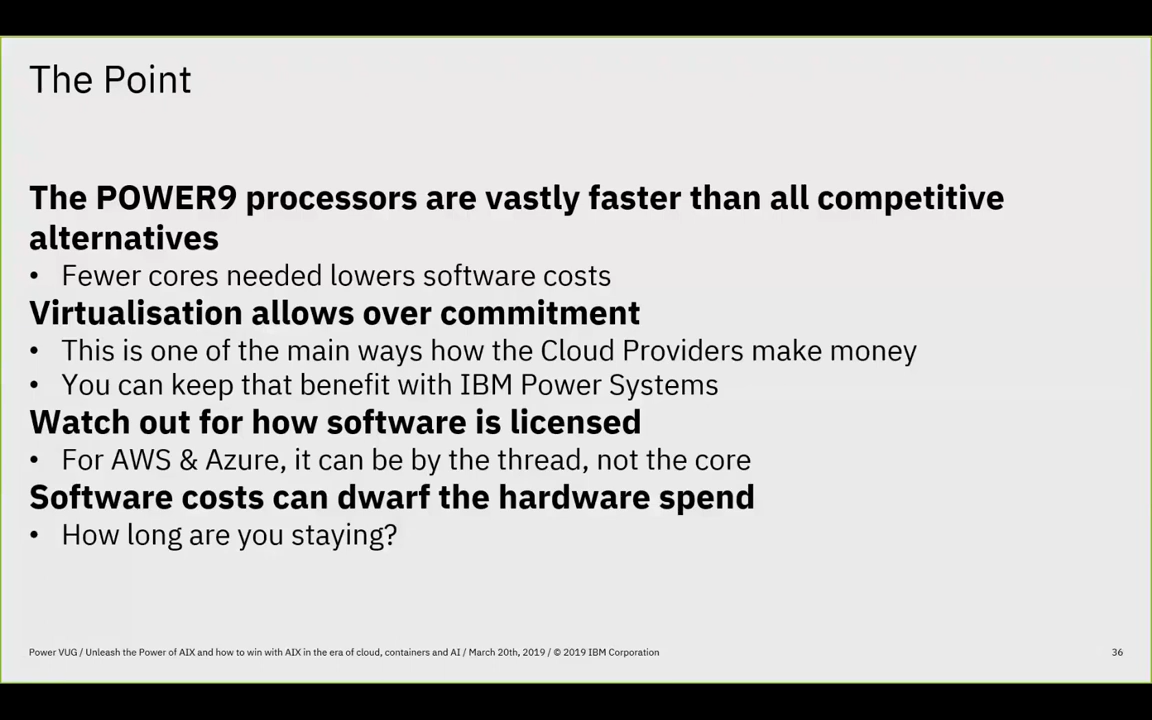 The Point
The POWER9 processors are vastly faster than all competitive
alternatives
• Fewer cores needed lowers software costs
Virtualisation allows over commitment
• This is one of the main ways how the Cloud Providers make money
• You can keep that benefit with IBM Power Systems
Watch out for how software is licensed
• For AWS & Azure, it can be by the thread, not the core
Software costs can dwarf the hardware spend
• How long are you staying?
Power VUG / Unleash the Power of AIX and how to win with AIX in the era of cloud, containers and AI / March 20th, 2019 / © 2019 IBM Corporation
36